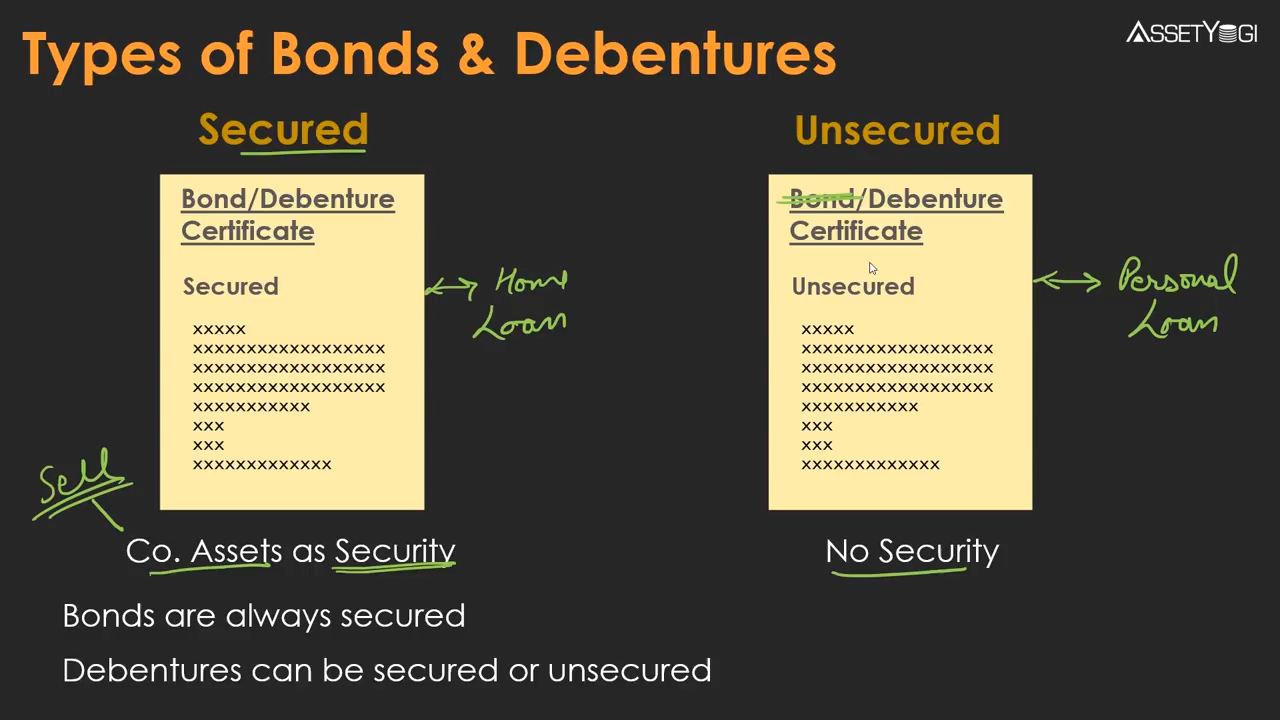 Types of Bonds & Debentures
ASSETYOGI
Secured
Bond/Debenture
Certificate
Secured
xxxxx
xxxxxxxxxxxxxxxxxx
xxxxxxxxxxxxxxxxxx
xxxxxxxxxxxxxxxxxx
xxxxxxxxxxx
xxx
xxx
xxxxxxxxxxxxx
Home
Loan
Sell
Co. Assets as Security
Unsecured
Bond/Debenture
Certificate
Unsecured
xxxxx
xxxxxxxxxxxxxxxxxx
xxxxxxxxxxxxxxxxxx
xxxxxxxxxxxxxxxxxx
xxxxxxxxxxx
xxx
xxx
xxxxxxxxxxxxx
Personal
Loan
No Security
Bonds are always secured
Debentures can be secured or unsecured